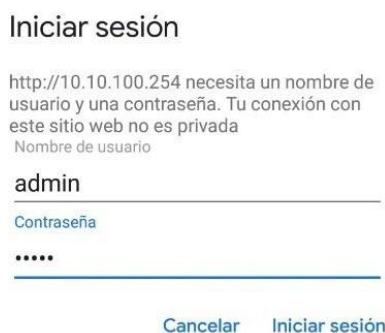 Iniciar sesión
http://10.10.100.254 necesita un nombre de
usuario y una contraseña. Tu conexión con
este sitio web no es privada
Nombre de usuario
admin
Contraseña
•••••
Cancelar Iniciar sesión